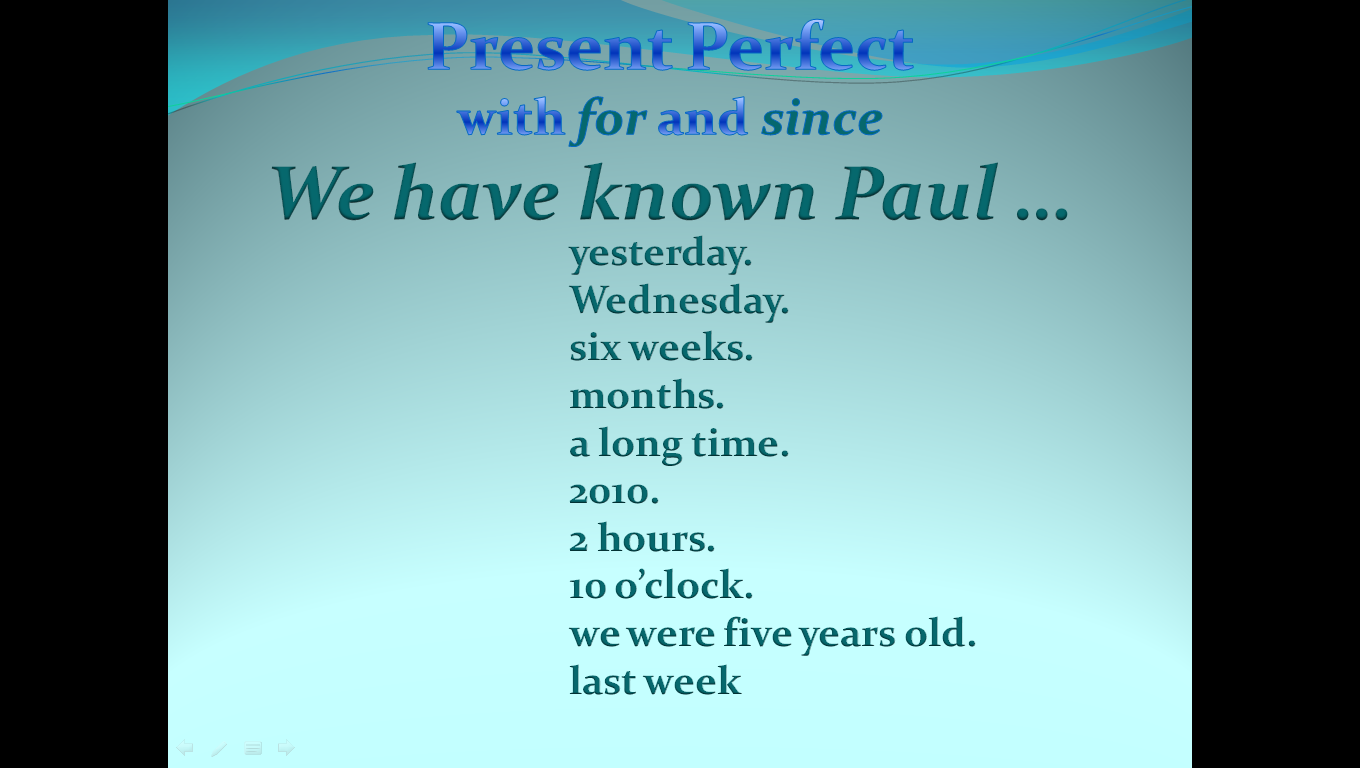 Present Perfect
with for and since
We have known Paul ...
yesterday.
Wednesday.
six weeks.
months.
a long time.
2010.
2 hours.
10 o’clock.
we were five years old.
last week